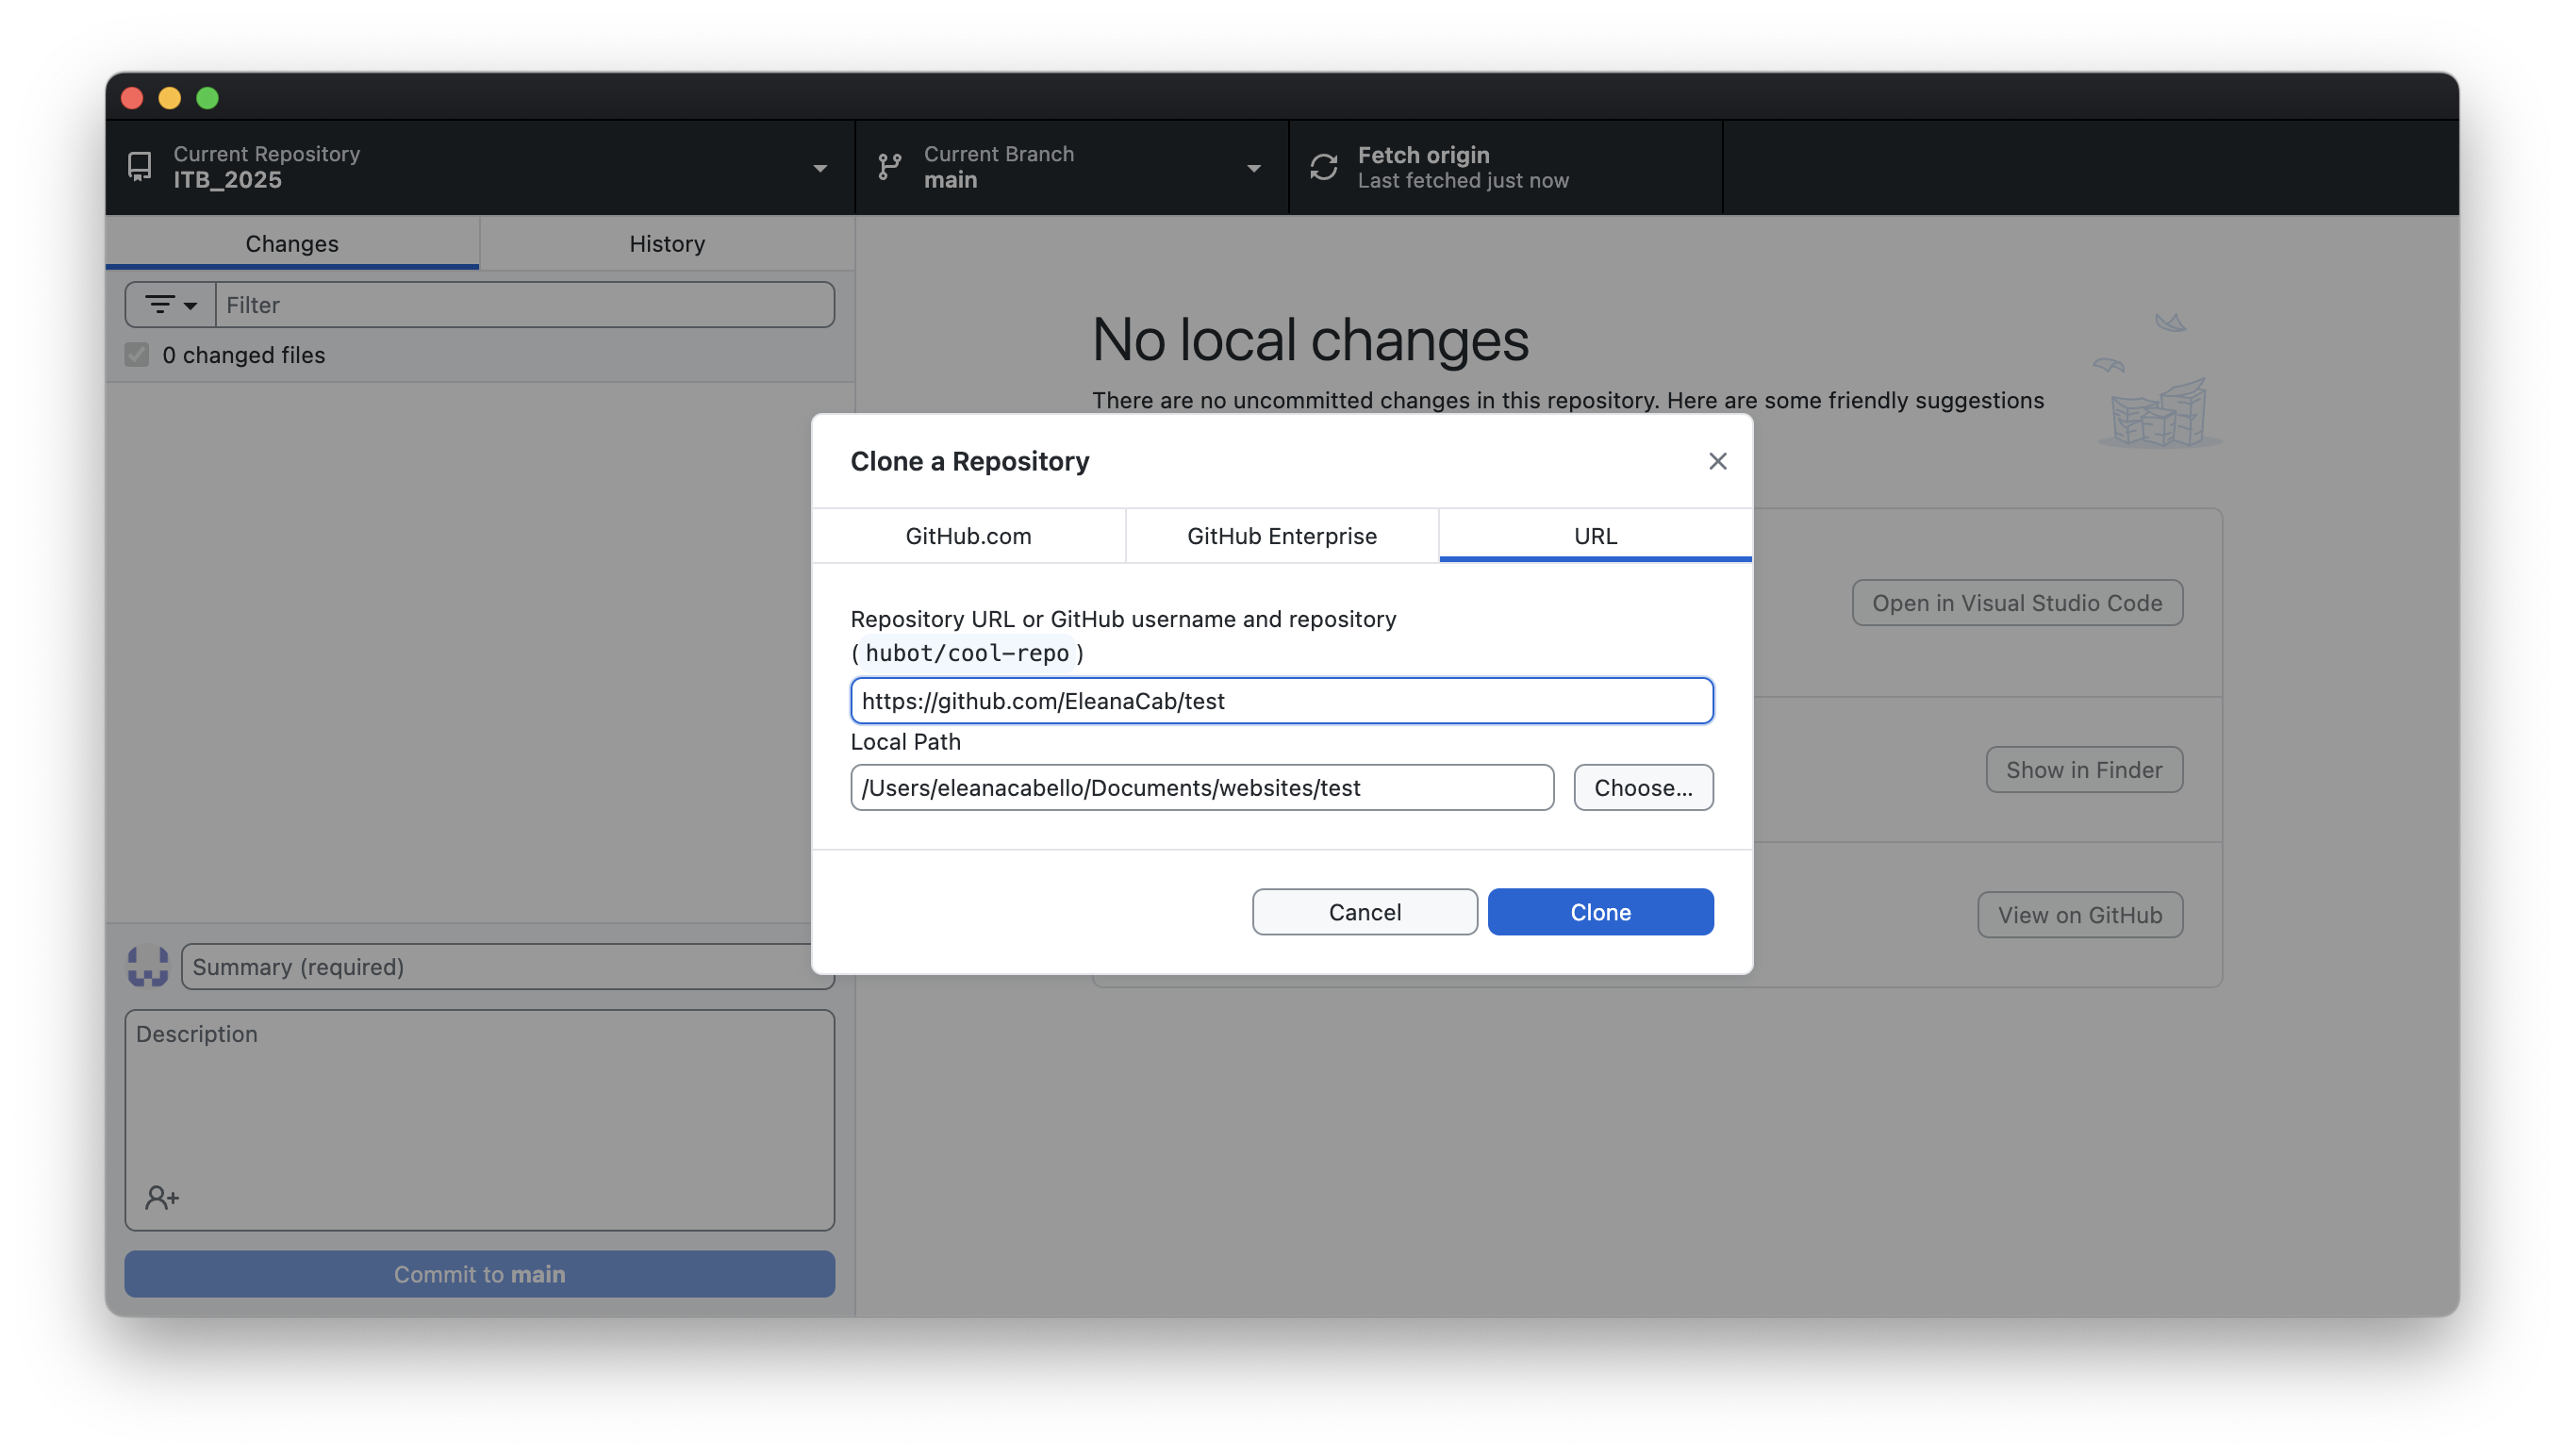 Current Repository
ITB_2025
Current Branch
main
Fetch origin
Last fetched just now
Changes
History
Filter
0 changed files
No local changes
There are no uncommitted changes in this repository. Here are some friendly suggestions
Clone a Repository
GitHub.com
GitHub Enterprise
URL
Repository URL or GitHub username and repository
(hubot/cool-repo)
https://github.com/EleanaCab/test
Local Path
/Users/eleanacabello/Documents/websites/test
Choose...
Cancel
Clone
Open in Visual Studio Code
Show in Finder
View on GitHub
Summary (required)
Description
Commit to main